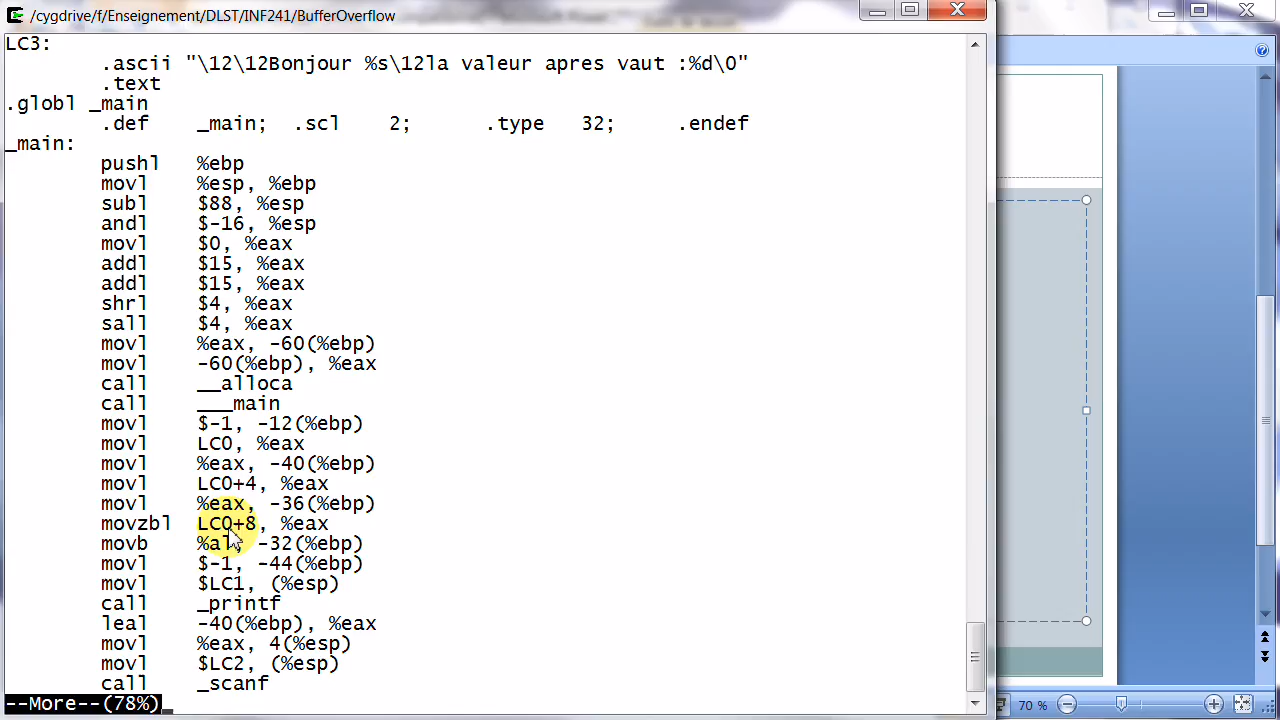 /cygdrive/f/Enseignement/DLST/INF241/BufferOverflow
LC3:
.ascii "\12\12Bonjour %s\12la valeur apres vaut :%d\0"
.text
.globl _main
.def _main; .scl 2; .type 32; .endef
_main:
pushl %ebp
movl %esp, %ebp
subl $88, %esp
andl $-16, %esp
movl $0, %eax
addl $15, %eax
addl $15, %eax
shrl $4, %eax
sall $4, %eax
movl %eax, -60(%ebp)
movl -60(%ebp), %eax
call __alloca
call ___main
movl $-1, -12(%ebp)
movl LC0, %eax
movl %eax, -40(%ebp)
movl LC0+4, %eax
movl %eax, -36(%ebp)
movzbl LC0+8, %eax
movb %al, -32(%ebp)
movl $-1, -44(%ebp)
movl $LC1, (%esp)
call _printf
leal -40(%ebp), %eax
movl %eax, 4(%esp)
movl $LC2, (%esp)
call _scanf
--More--(78%)
70 %